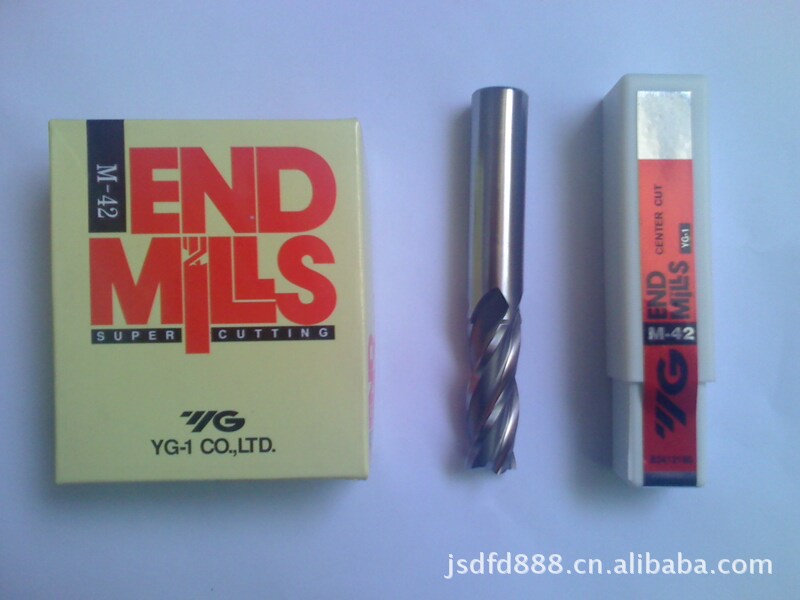 M-42
END
MILLS
SUPER CUTTING
YG
YG-1 CO.,LTD.
CENTER CUT
END
MILLS
YG-1
M-42
YG
jsdfd888.cn.alibaba.com